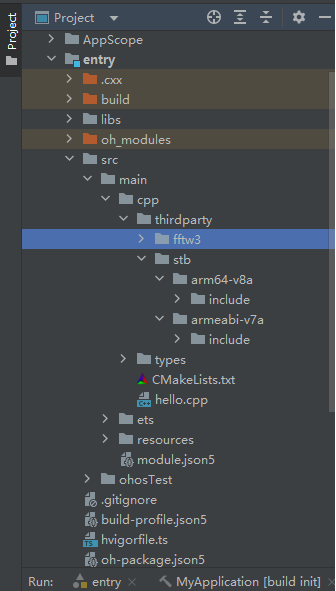 Project
Project
AppScope
entry
.cxx
build
libs
oh_modules
src
main
cpp
thirdparty
fftw3
stb
arm64-v8a
include
armeabi-v7a
include
types
CMakeLists.txt
hello.cpp
ets
resources
module.json5
ohosTest
.gitignore
build-profile.json5
hvigorfile.ts
oh-package.json5
Run: entry MyApplication [build init]